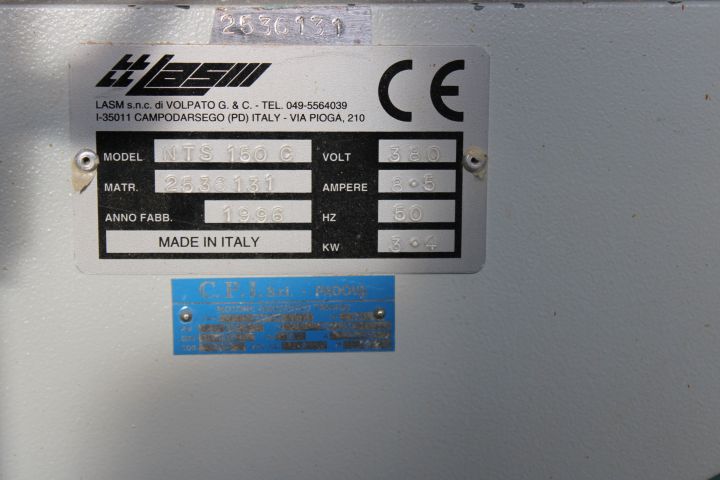 2536131
LASM
CE
LASM s.n.c. di VOLPATO G. & C. - TEL. 049-5564039
I-35011 CAMPODARSEGO (PD) ITALY - VIA PIOGA, 210
MODEL NTS 150 C VOLT 380
MATR. 2536131 AMPERE 8.5
ANNO FABB. 1996 HZ 50
MADE IN ITALY KW 3.4
C.P.I. S.r.l. - PADOVA